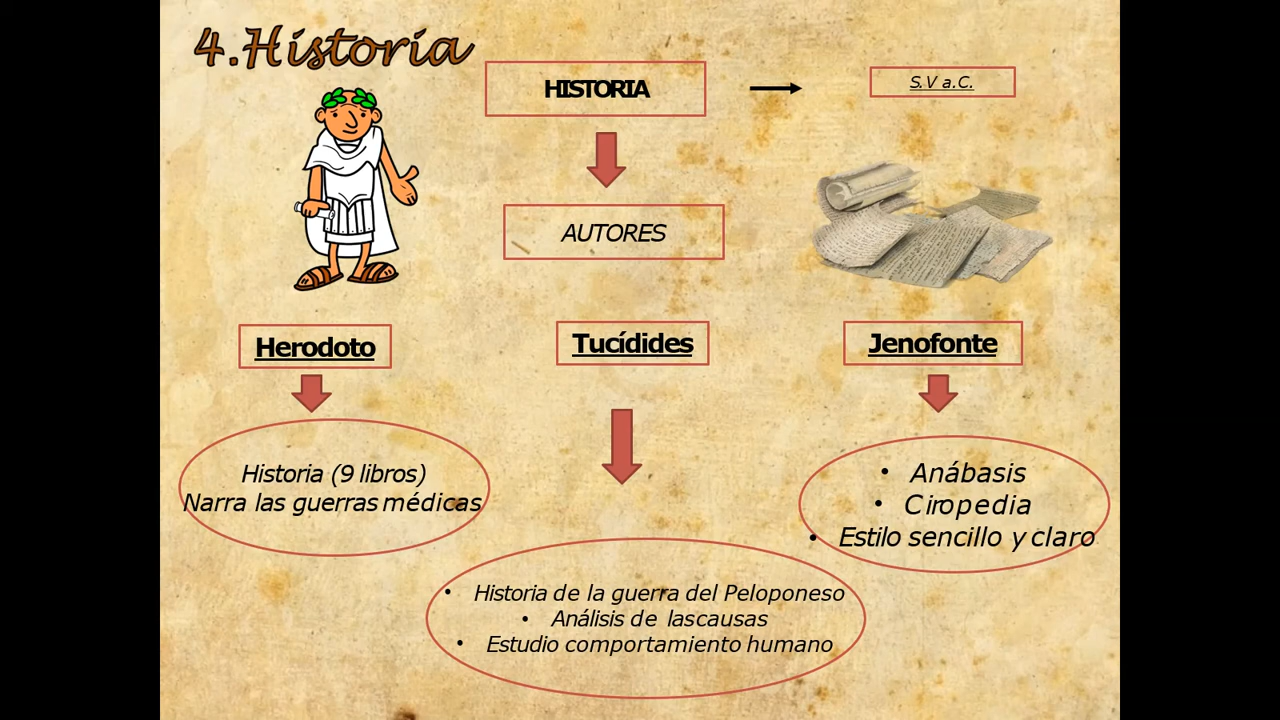 4.Historia
HISTORIA
S.V a.C.
AUTORES
Herodoto
Tucídides
Jenofonte
Historia (9 libros)
Narra las guerras médicas
• Anábasis
• Ciropedia
• Estilo sencillo y claro
• Historia de la guerra del Peloponeso
• Análisis de lascausas
• Estudio comportamiento humano